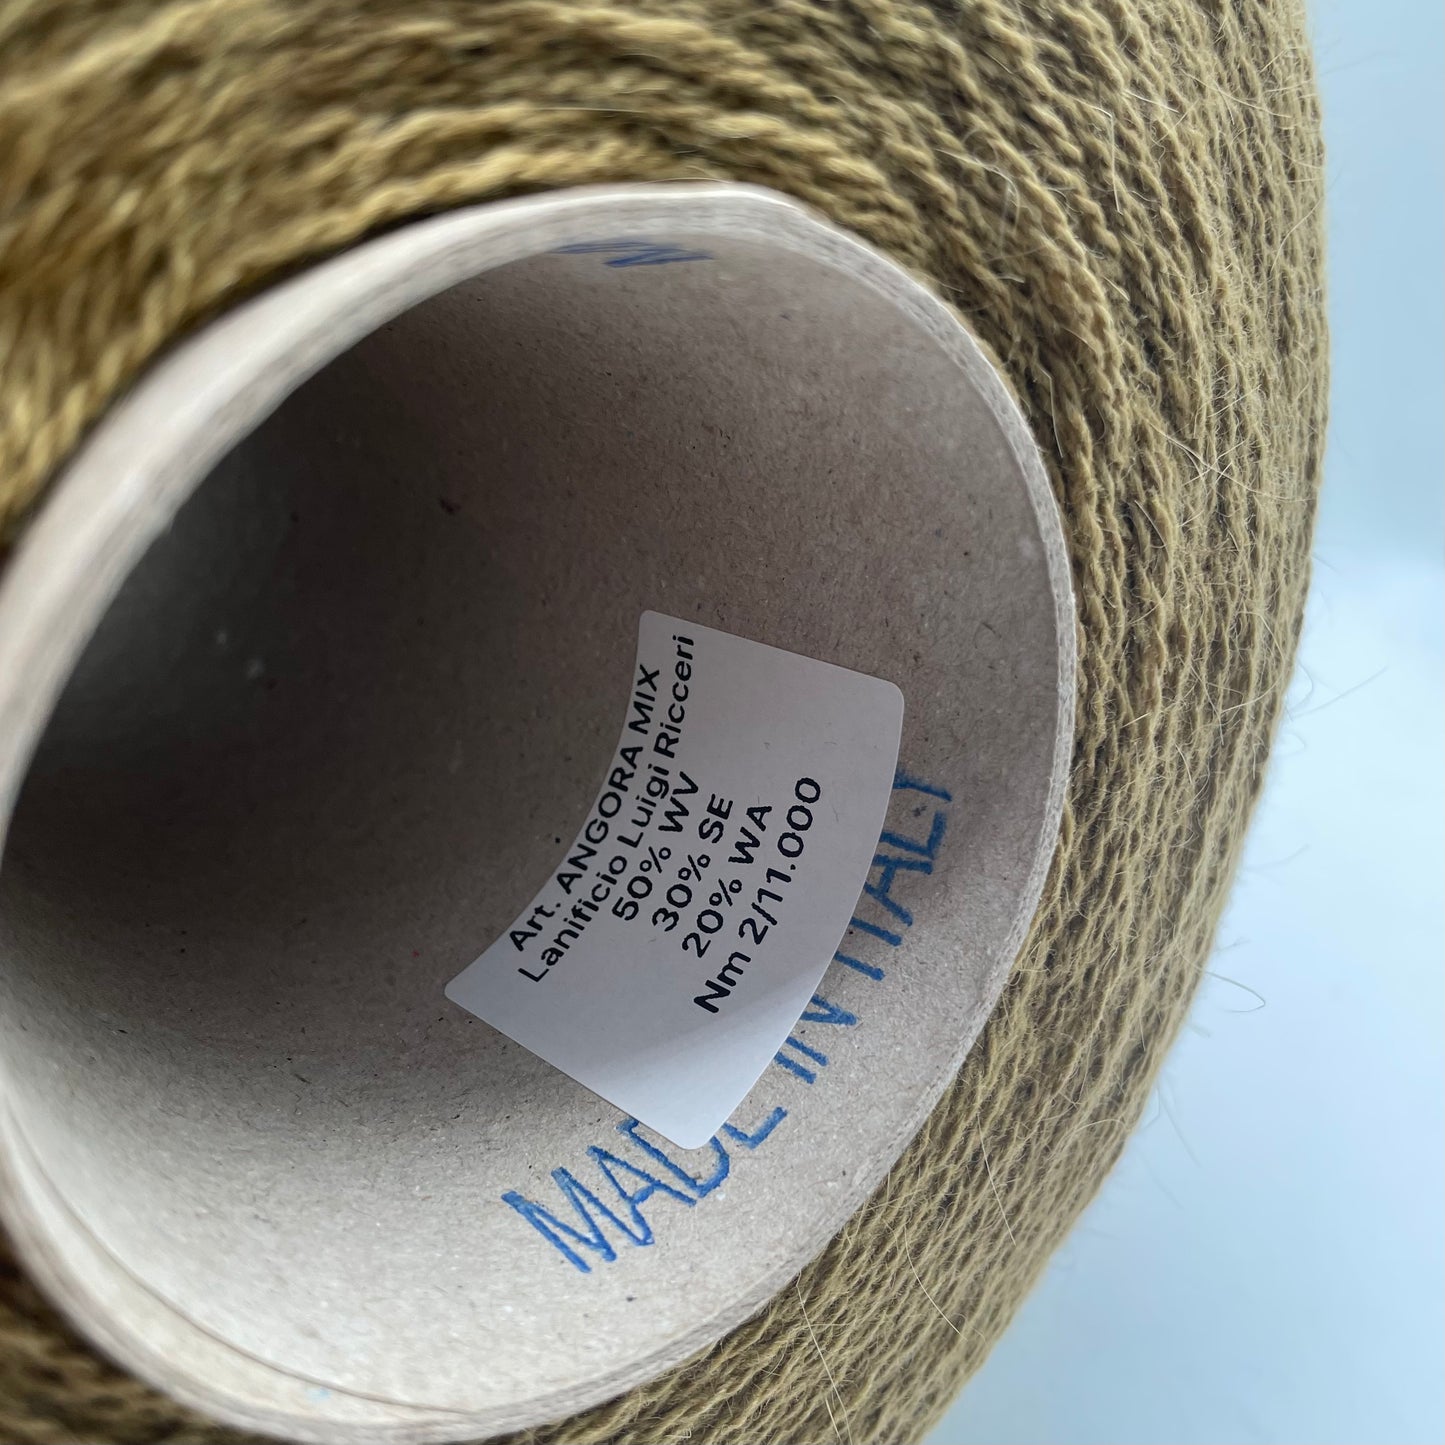 Art. ANGORA MIX
Lanificio Luigi Ricceri
50% WV
30% SE
20% WA
Nm 2/11.000
MADE IN ITALY